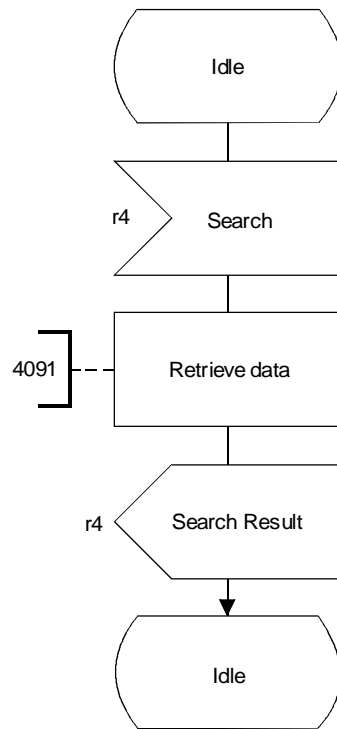 Idle
r4
Search
4091
Retrieve data
r4
Search Result
Idle